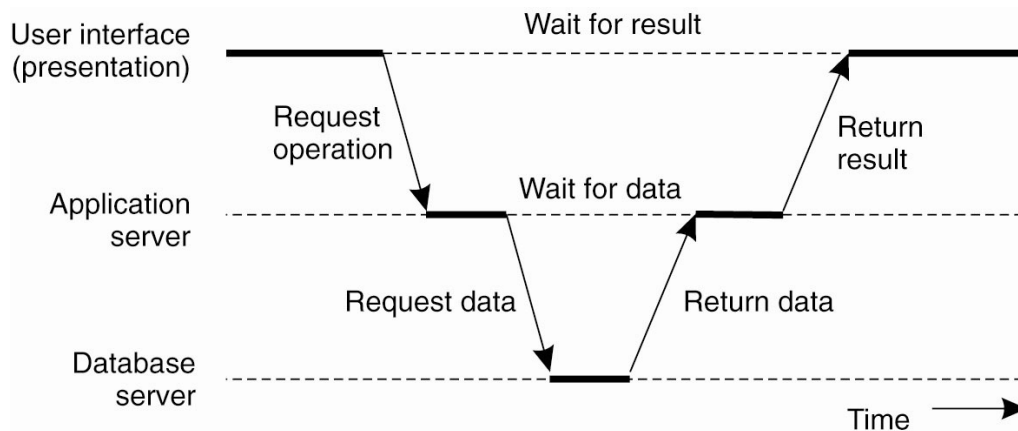 User interface
(presentation)
Wait for result
Request
operation
Return
result
Application
server
Wait for data
Request data
Return data
Database
server
Time